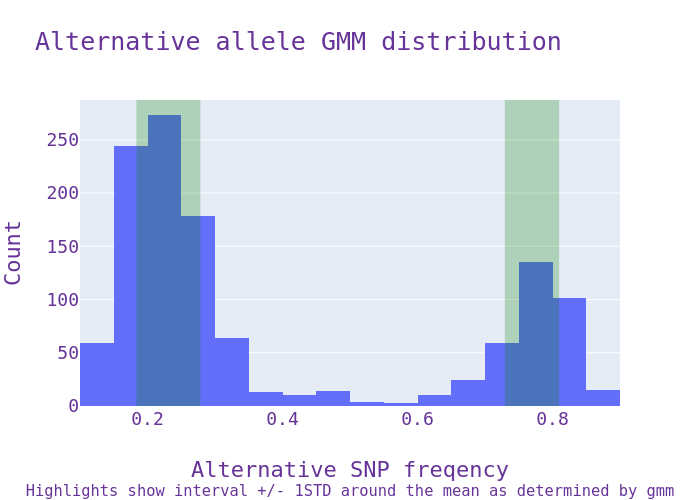 Alternative allele GMM distribution
Count
250
200
150
100
50
0
0.2
0.4
0.6
0.8
Alternative SNP freqency
Highlights show interval +/- 1STD around the mean as determined by gmm